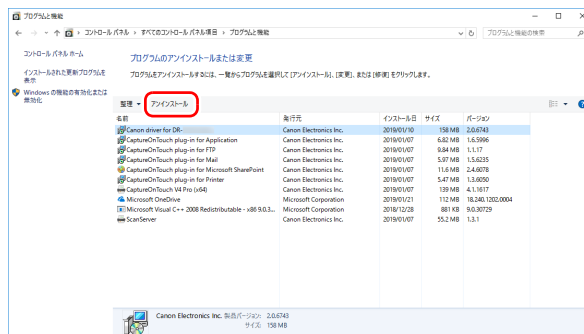 プログラムと機能
コントロール パネル › すべてのコントロール パネル項目 › プログラムと機能
プログラムと機能の検索
コントロール パネル ホーム
インストールされた更新プログラムを
表示
Windows の機能の有効化または
無効化
プログラムのアンインストールまたは変更
プログラムをアンインストールするには、一覧からプログラムを選択して [アンインストール]、[変更]、または [修復] をクリックします。
整理 アンインストール
名前 発行元 インストール日 サイズ バージョン
Canon driver for DR- Canon Electronics Inc. 2019/01/10 158 MB 2.0.6743
CaptureOnTouch plug-in for Application Canon Electronics Inc. 2019/01/07 6.82 MB 1.6.5996
CaptureOnTouch plug-in for FTP Canon Electronics Inc. 2019/01/07 9.84 MB 1.1.17
CaptureOnTouch plug-in for Mail Canon Electronics Inc. 2019/01/07 5.97 MB 1.5.6235
CaptureOnTouch plug-in for Microsoft SharePoint Canon Electronics Inc. 2019/01/07 11.6 MB 2.4.6078
CaptureOnTouch plug-in for Printer Canon Electronics Inc. 2019/01/07 5.47 MB 1.3.6050
CaptureOnTouch V4 Pro (x64) Canon Electronics Inc. 2019/01/07 139 MB 4.1.1617
Microsoft OneDrive Microsoft Corporation 2019/01/21 112 MB 18.240.1202.0004
Microsoft Visual C++ 2008 Redistributable - x86 9.0.3... Microsoft Corporation 2018/12/28 881 KB 9.0.30729
ScanServer Canon Electronics Inc. 2019/01/07 55.2 MB 1.3.1
Canon Electronics Inc. 製品バージョン: 2.0.6743
サイズ: 158 MB